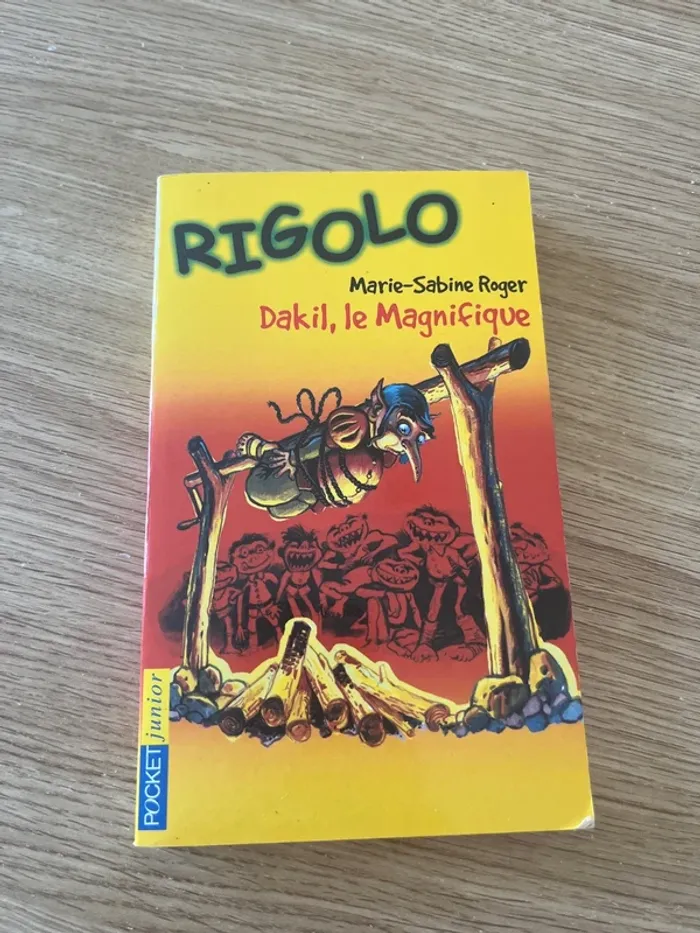 RIGOLO
Marie-Sabine Roger
Dakil, le Magnifique
POCKET junior